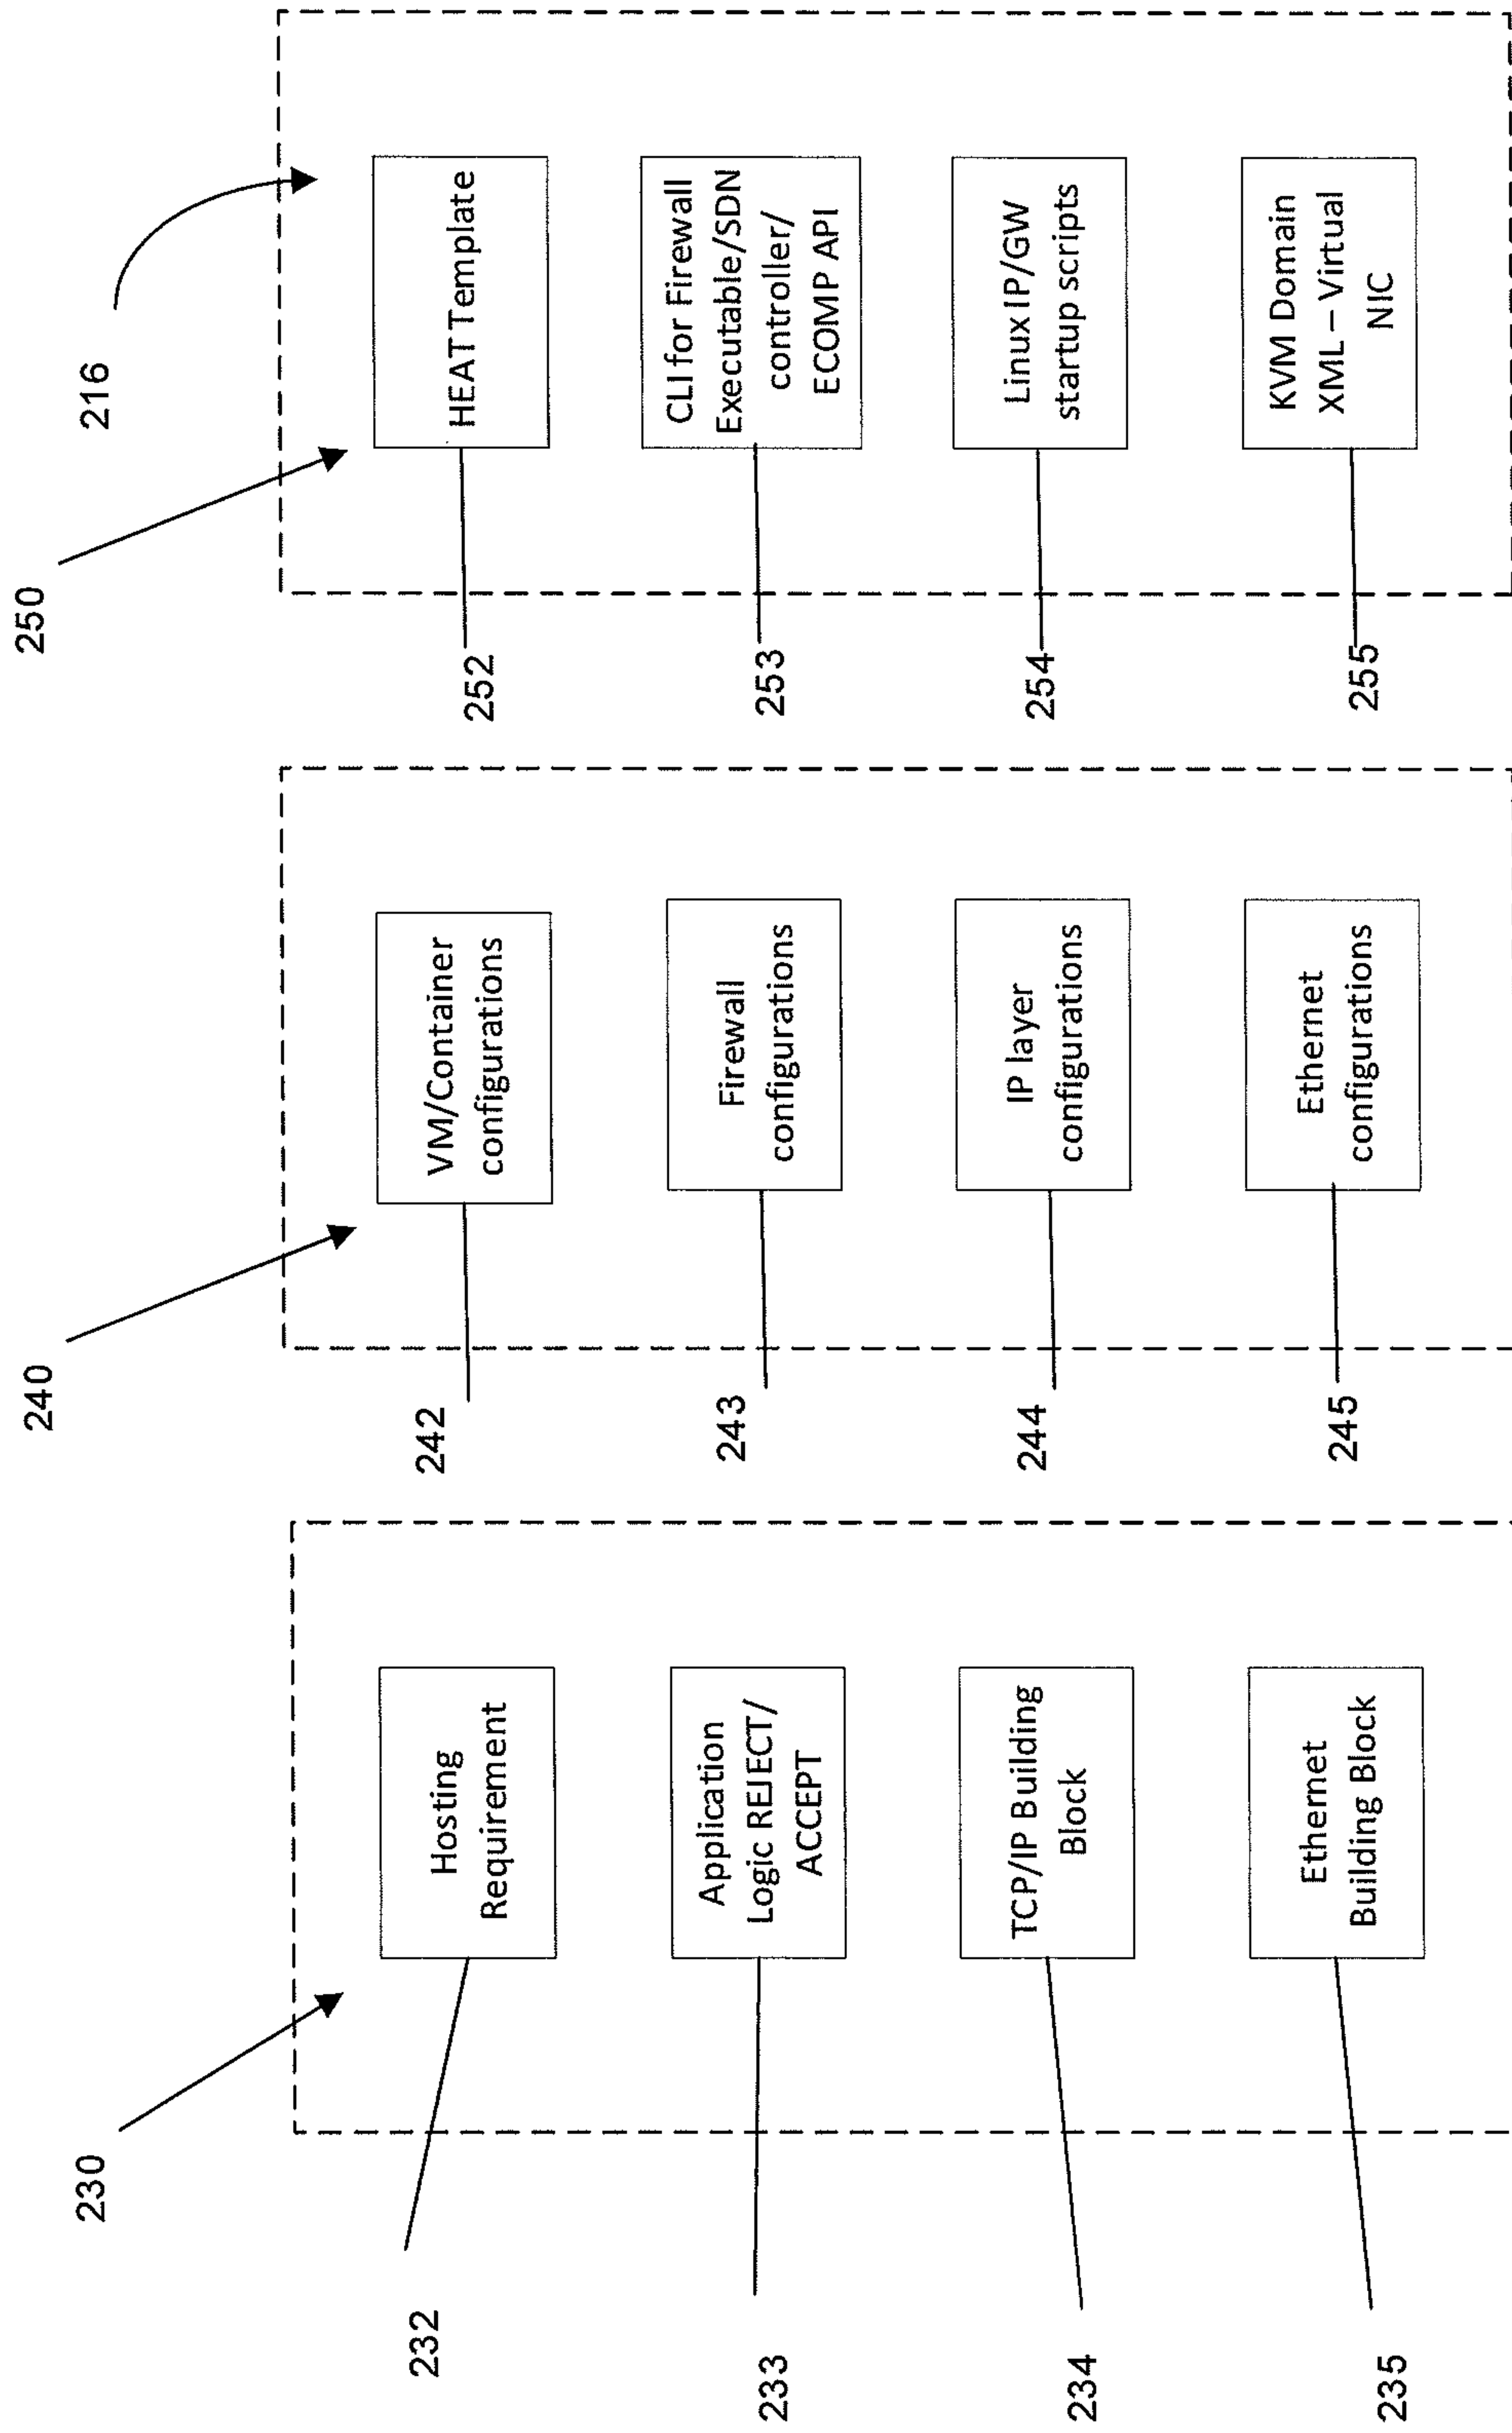 230
232
Hosting
Requirement
233
Application
Logic REJECT/
ACCEPT
234
TCP/IP Building
Block
235
Ethernet
Building Block
240
242
VM/Container
configurations
243
Firewall
configurations
244
IP layer
configurations
245
Ethernet
configurations
250
216
252
HEAT Template
253
CLI for Firewall
Executable/SDN
controller/
ECOMP API
254
Linux IP/GW
startup scripts
255
KVM Domain
XML – Virtual
NIC